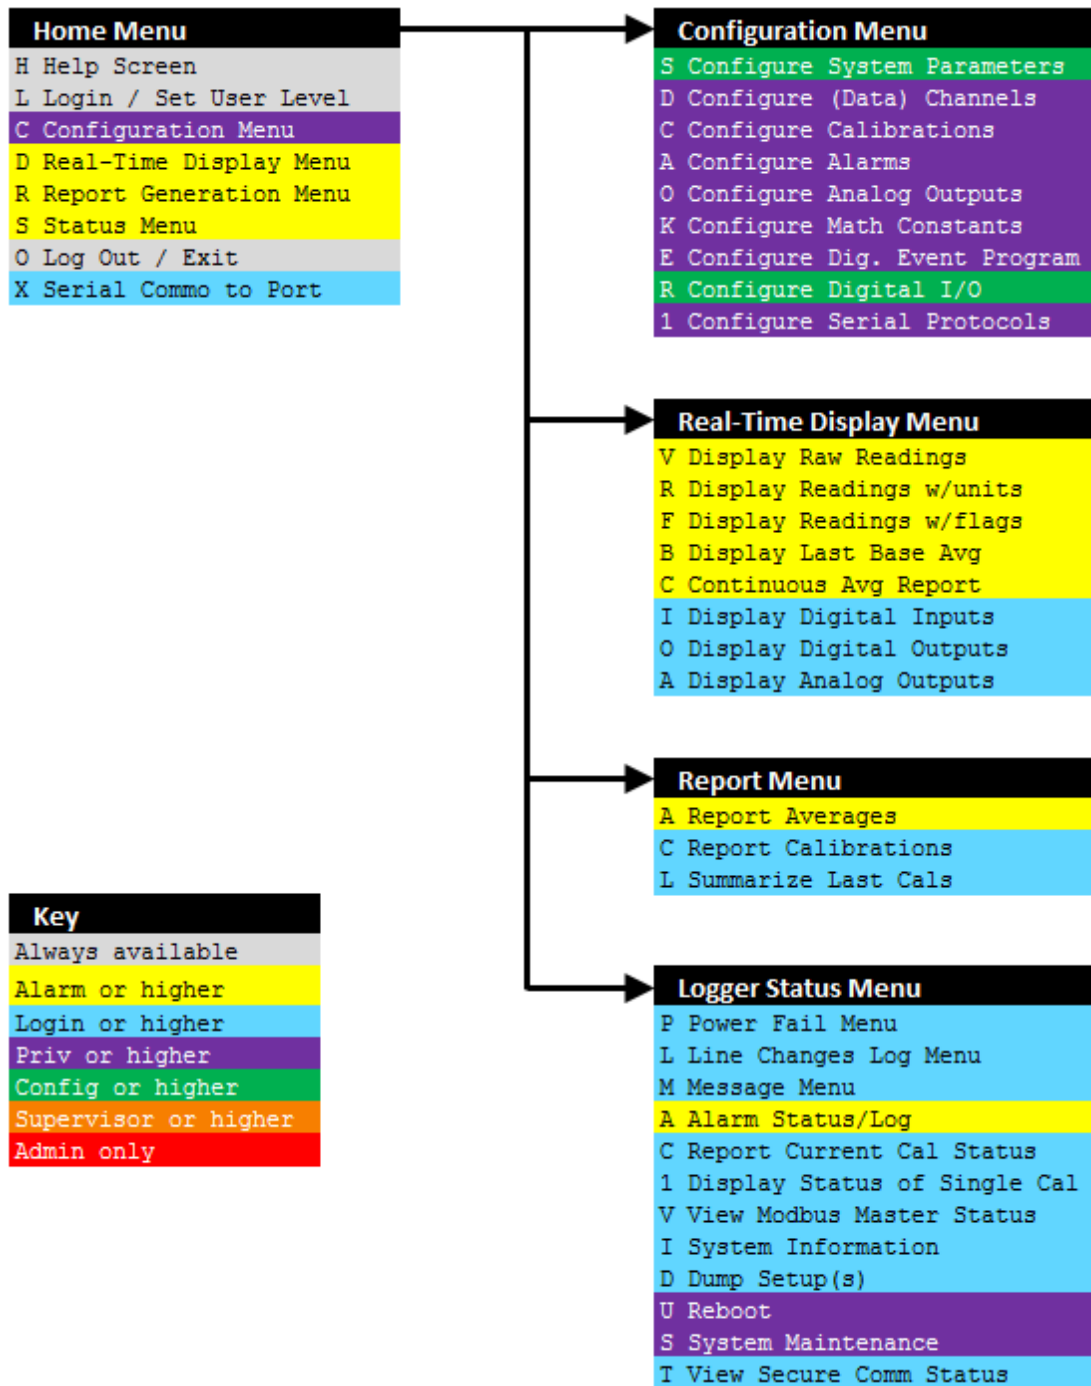 Home Menu
H Help Screen
L Login / Set User Level
C Configuration Menu
D Real-Time Display Menu
R Report Generation Menu
S Status Menu
O Log Out / Exit
X Serial Commo to Port
Configuration Menu
S Configure System Parameters
D Configure (Data) Channels
C Configure Calibrations
A Configure Alarms
O Configure Analog Outputs
K Configure Math Constants
E Configure Dig. Event Program
R Configure Digital I/O
1 Configure Serial Protocols
Real-Time Display Menu
V Display Raw Readings
R Display Readings w/units
F Display Readings w/flags
B Display Last Base Avg
C Continuous Avg Report
I Display Digital Inputs
O Display Digital Outputs
A Display Analog Outputs
Report Menu
A Report Averages
C Report Calibrations
L Summarize Last Cals
Key
Always available
Alarm or higher
Login or higher
Priv or higher
Config or higher
Supervisor or higher
Admin only
Logger Status Menu
P Power Fail Menu
L Line Changes Log Menu
M Message Menu
A Alarm Status/Log
C Report Current Cal Status
1 Display Status of Single Cal
V View Modbus Master Status
I System Information
D Dump Setup(s)
U Reboot
S System Maintenance
T View Secure Comm Status